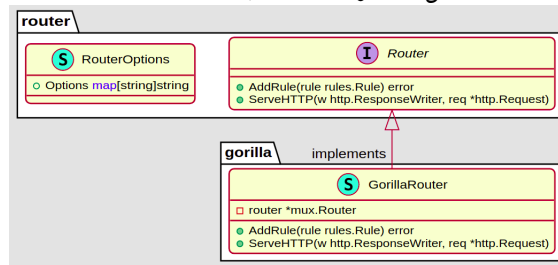 router
S RouterOptions
Options map[string]string
I Router
AddRule(rule rules.Rule) error
ServeHTTP(w http.ResponseWriter, req *http.Request)
implements
gorilla
S GorillaRouter
router *mux.Router
AddRule(rule rules.Rule) error
ServeHTTP(w http.ResponseWriter, req *http.Request)